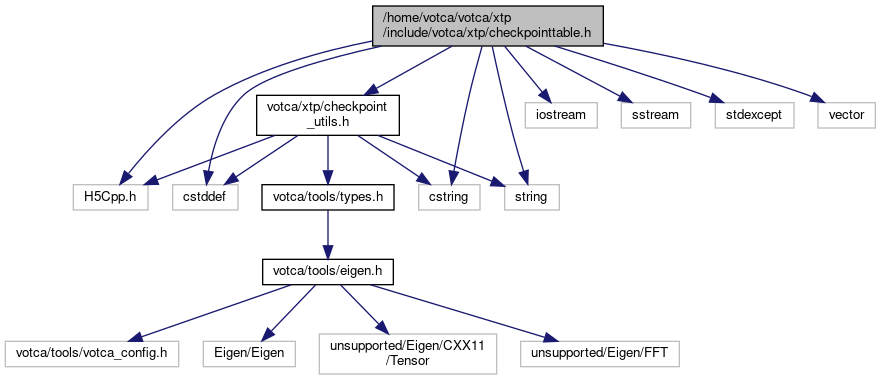 /home/votca/votca/xtp
/include/votca/xtp/checkpointtable.h
votca/xtp/checkpoint
_utils.h
iostream
sstream
stdexcept
vector
H5Cpp.h
cstddef
votca/tools/types.h
cstring
string
votca/tools/eigen.h
votca/tools/votca_config.h
Eigen/Eigen
unsupported/Eigen/CXX11
/Tensor
unsupported/Eigen/FFT